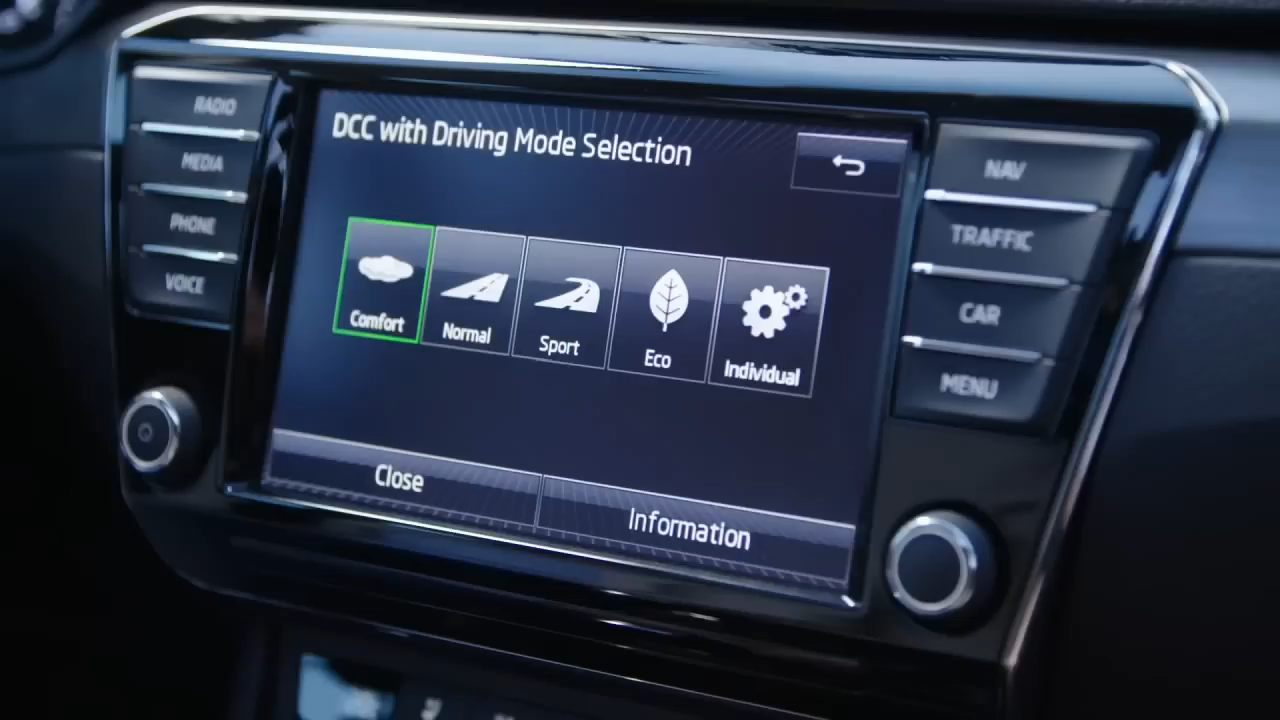 RADIO
MEDIA
PHONE
VOICE
DCC with Driving Mode Selection
Comfort
Normal
Sport
Eco
Individual
Close
Information
NAV
TRAFFIC
CAR
MENU